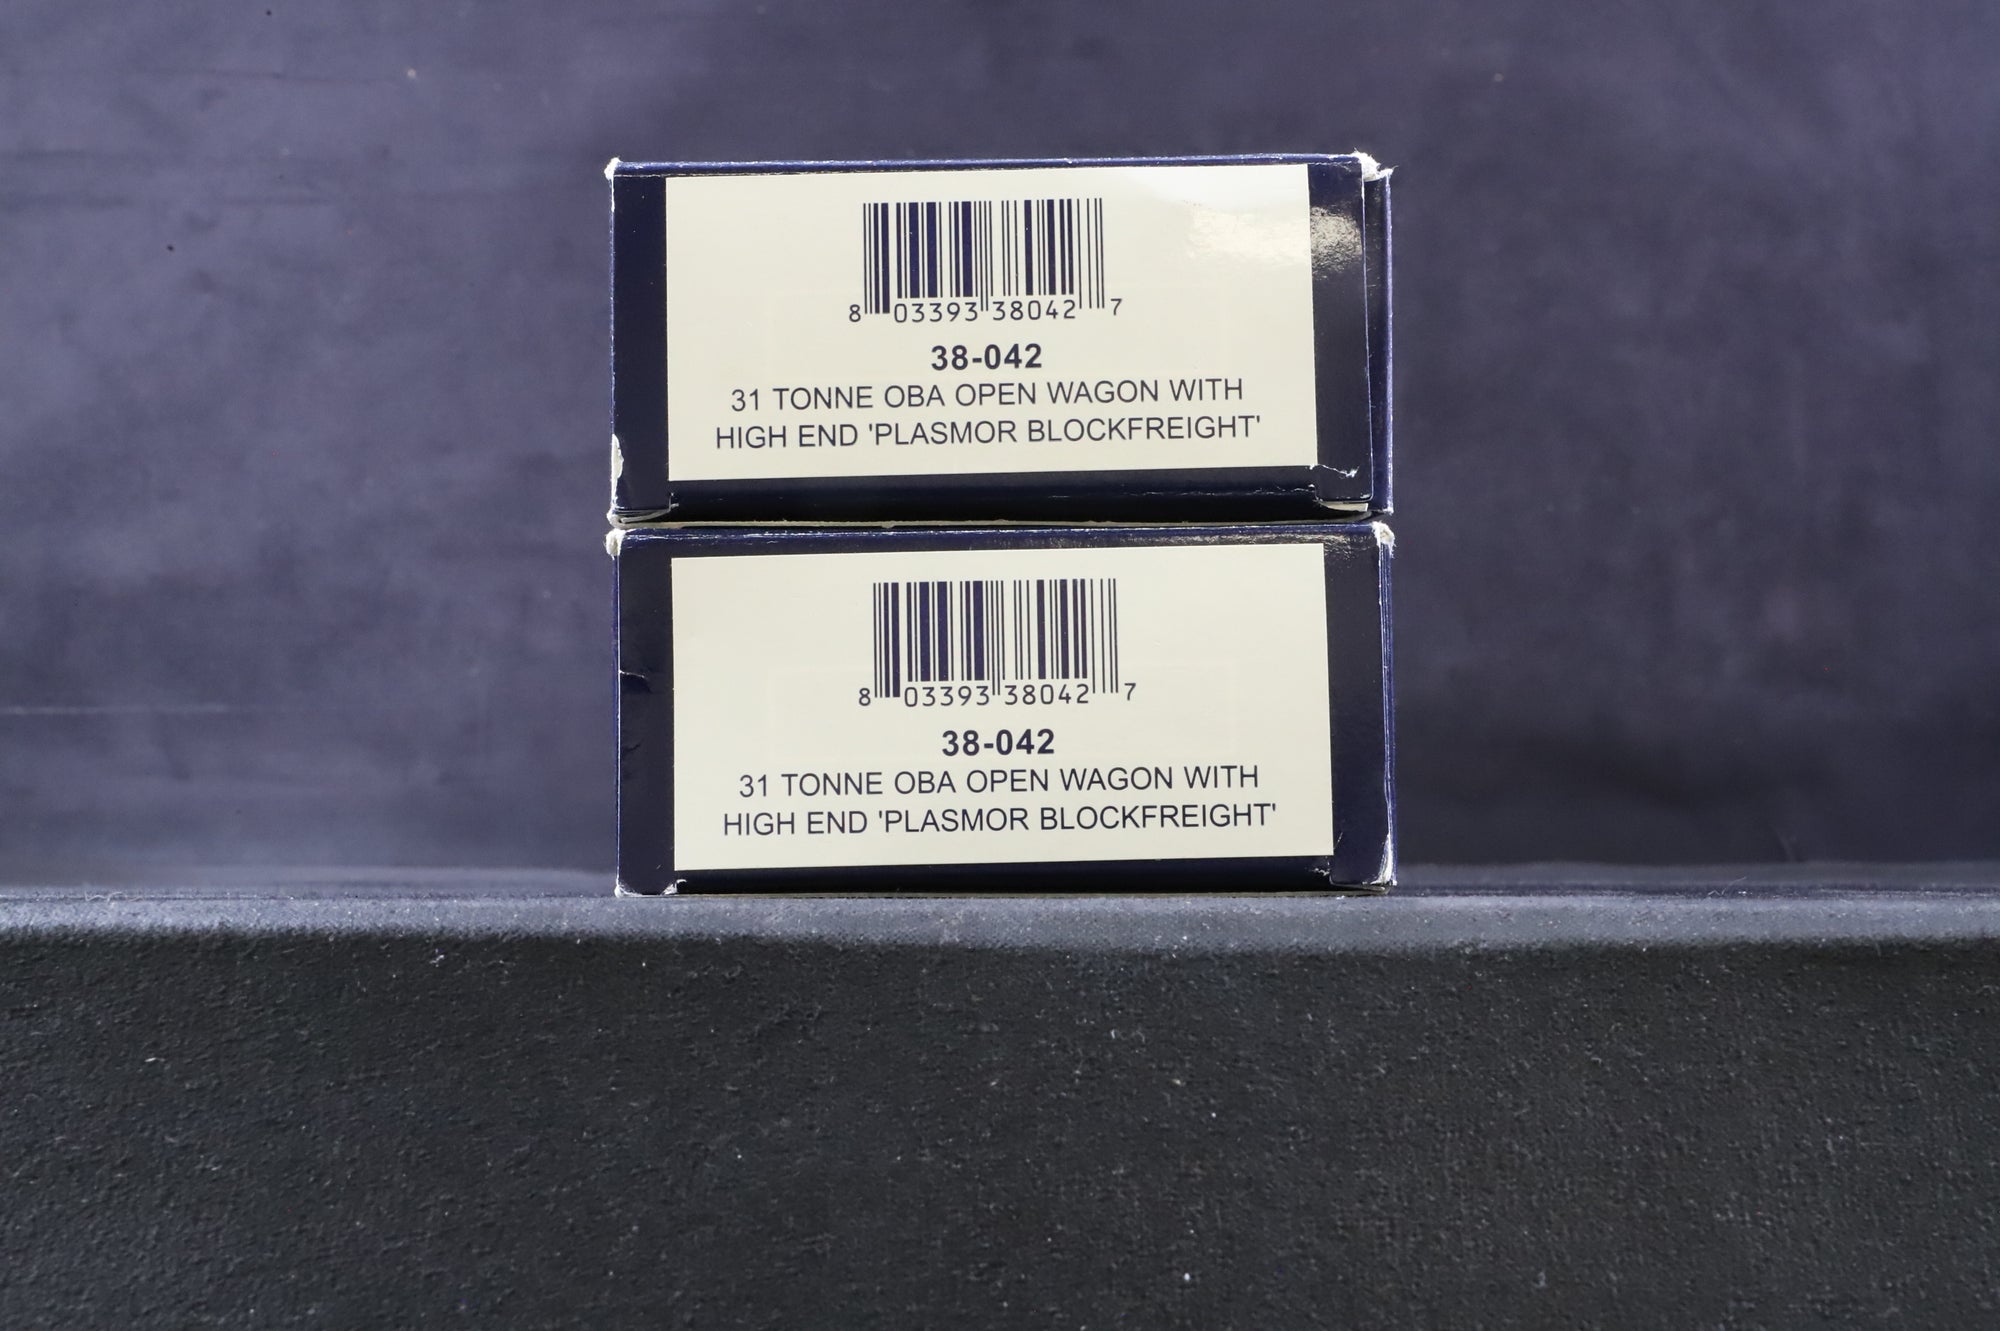 8 03393 38042 7
38-042
31 TONNE OBA OPEN WAGON WITH
HIGH END 'PLASMOR BLOCKFREIGHT'
8 03393 38042 7
38-042
31 TONNE OBA OPEN WAGON WITH
HIGH END 'PLASMOR BLOCKFREIGHT'